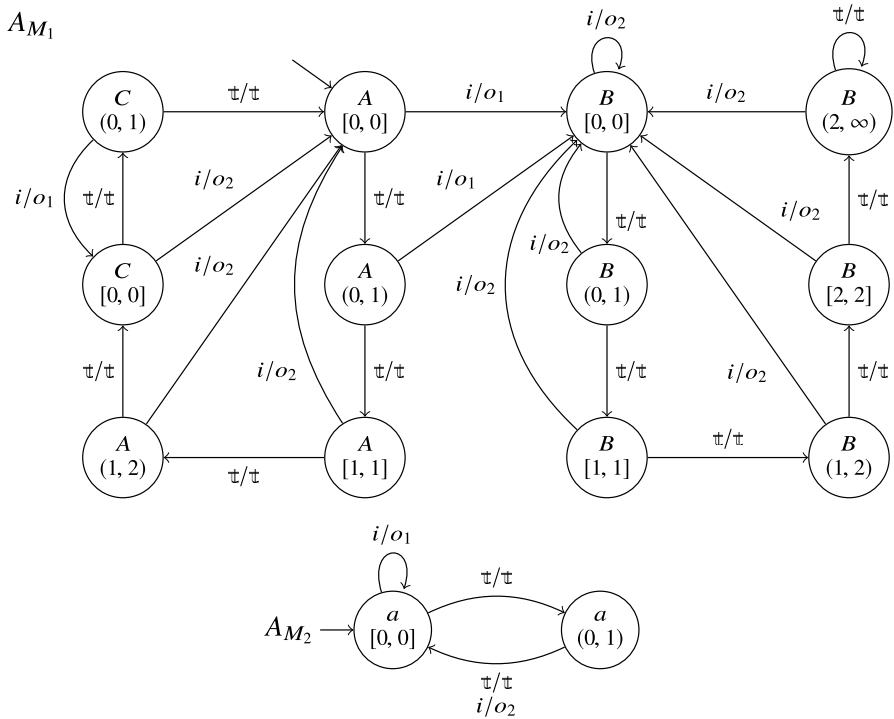 A_{M_1}
i/o_2
𝕥/𝕥
C
(0, 1)
𝕥/𝕥
A
[0, 0]
i/o_1
B
[0, 0]
i/o_2
B
(2, ∞)
i/o_1
𝕥/𝕥
i/o_2
𝕥/𝕥
i/o_1
𝕥/𝕥
i/o_2
𝕥/𝕥
C
[0, 0]
i/o_2
A
(0, 1)
i/o_2
i/o_2
B
(0, 1)
B
[2, 2]
𝕥/𝕥
i/o_2
𝕥/𝕥
𝕥/𝕥
i/o_2
𝕥/𝕥
A
(1, 2)
𝕥/𝕥
A
[1, 1]
B
[1, 1]
𝕥/𝕥
B
(1, 2)
i/o_1
𝕥/𝕥
A_{M_2}
a
[0, 0]
a
(0, 1)
𝕥/𝕥
i/o_2